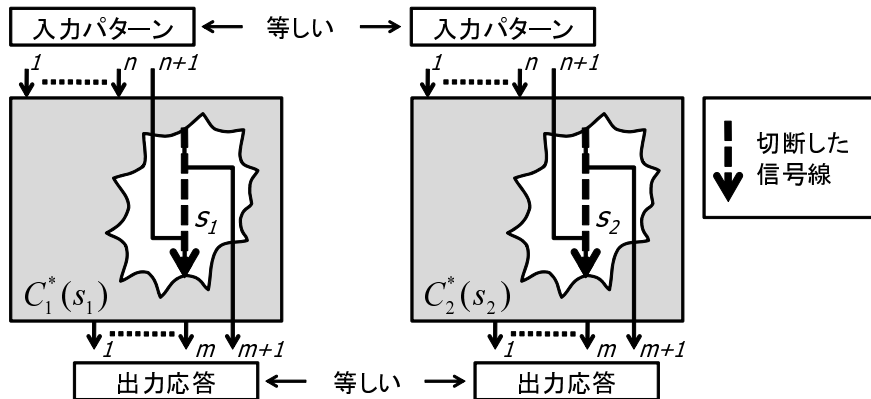 入力パターン ← 等しい → 入力パターン
1 n n+1 1 n n+1
切断した
信号線
s1 s2
C1*(s1) C2*(s2)
1 m m+1 1 m m+1
出力応答 ← 等しい → 出力応答